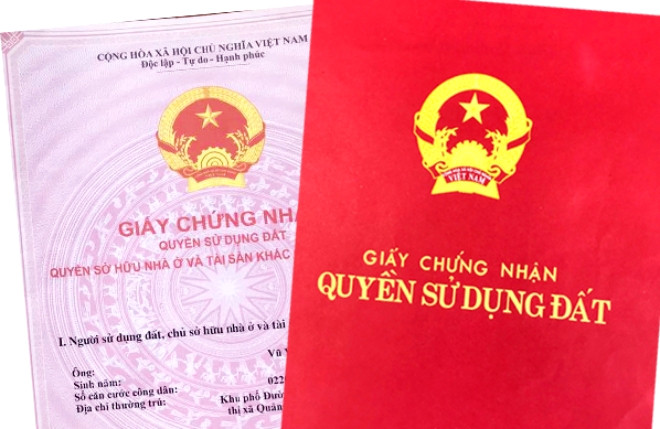 CỘNG HÒA XÃ HỘI CHỦ NGHĨA VIỆT NAM
Độc lập - Tự do - Hạnh phúc
GIẤY CHỨNG NHẬ
QUYỀN SỬ DỤNG ĐẤT
QUYỀN SỞ HỮU NHÀ Ở VÀ TÀI SẢN KHÁC
I. Người sử dụng đất, chủ sở hữu nhà ở và tài
Vũ
Ông:
Sinh năm:
Số căn cước công dân: 022
Địa chỉ thường trú: Khu phố Đườ
thị xã Quản
VIỆT NAM
GIẤY CHỨNG NHẬN
QUYỀN SỬ DỤNG ĐẤT